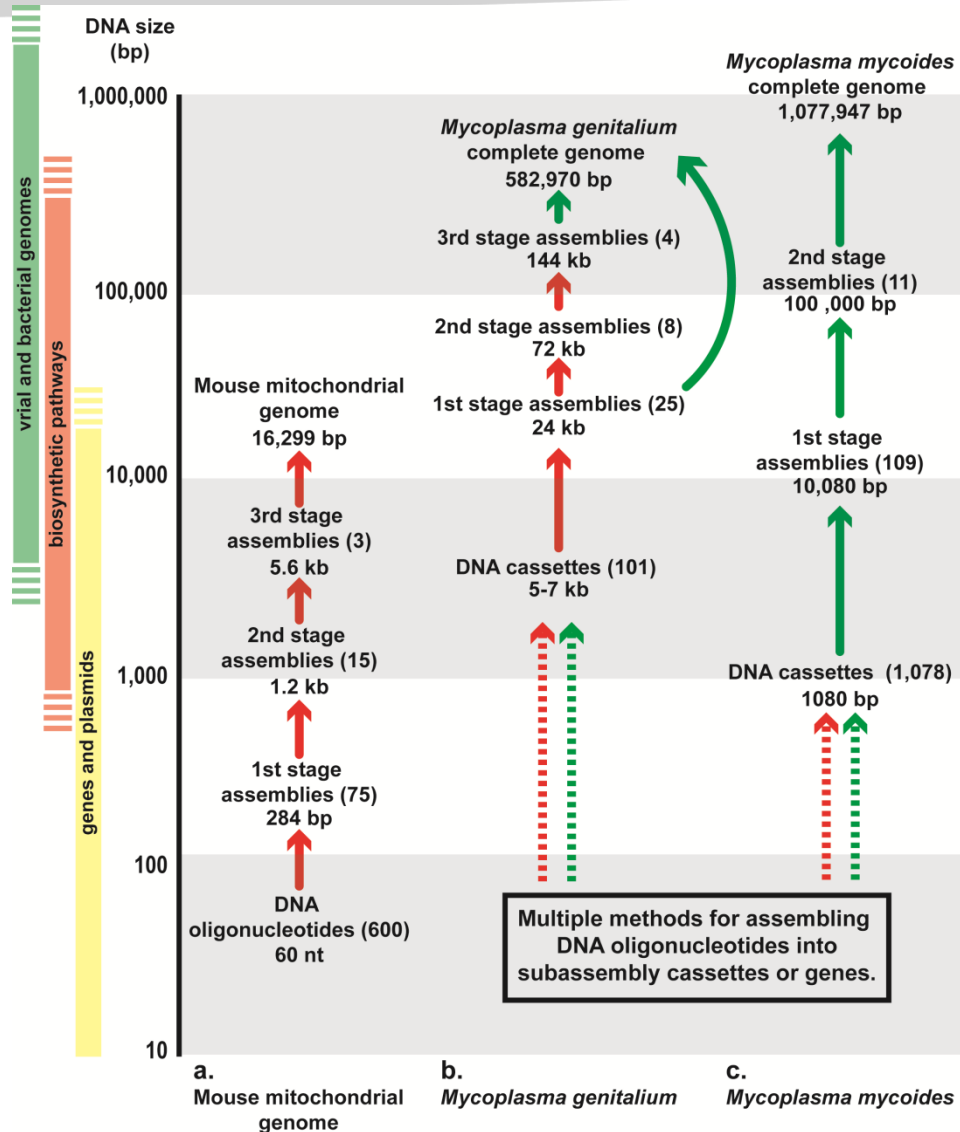 DNA size
(bp)
1,000,000
100,000
10,000
1,000
100
10
vrial and bacterial genomes
biosynthetic pathways
genes and plasmids
Mouse mitochondrial
genome
16,299 bp
3rd stage
assemblies (3)
5.6 kb
2nd stage
assemblies (15)
1.2 kb
1st stage
assemblies (75)
284 bp
DNA
oligonucleotides (600)
60 nt
Mycoplasma genitalium
complete genome
582,970 bp
3rd stage assemblies (4)
144 kb
2nd stage assemblies (8)
72 kb
1st stage assemblies (25)
24 kb
DNA cassettes (101)
5-7 kb
Mycoplasma mycoides
complete genome
1,077,947 bp
2nd stage
assemblies (11)
100 ,000 bp
1st stage
assemblies (109)
10,080 bp
DNA cassettes (1,078)
1080 bp
Multiple methods for assembling
DNA oligonucleotides into
subassembly cassettes or genes.
a.
Mouse mitochondrial
genome
b.
Mycoplasma genitalium
c.
Mycoplasma mycoides